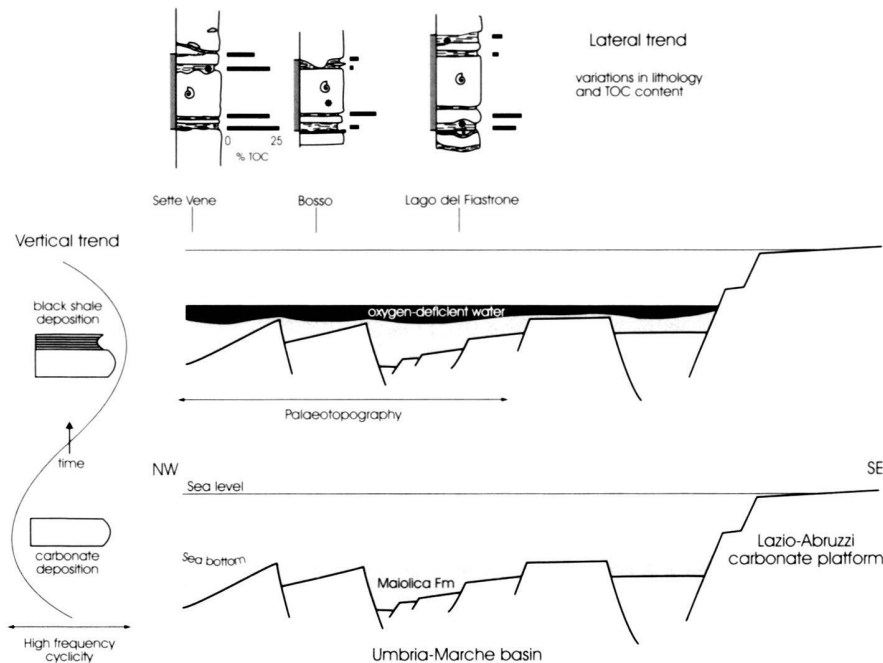 Lateral trend
variations in lithology
and TOC content
0 25
% TOC
Sette Vene Bosso Lago del Fiastrone
Vertical trend
black shale
deposition
oxygen-deficient water
Palaeotopography
time
NW SE
Sea level
carbonate
deposition
Sea bottom
Maiolica Fm
Lazio-Abruzzi
carbonate platform
High frequency
cyclicity
Umbria-Marche basin